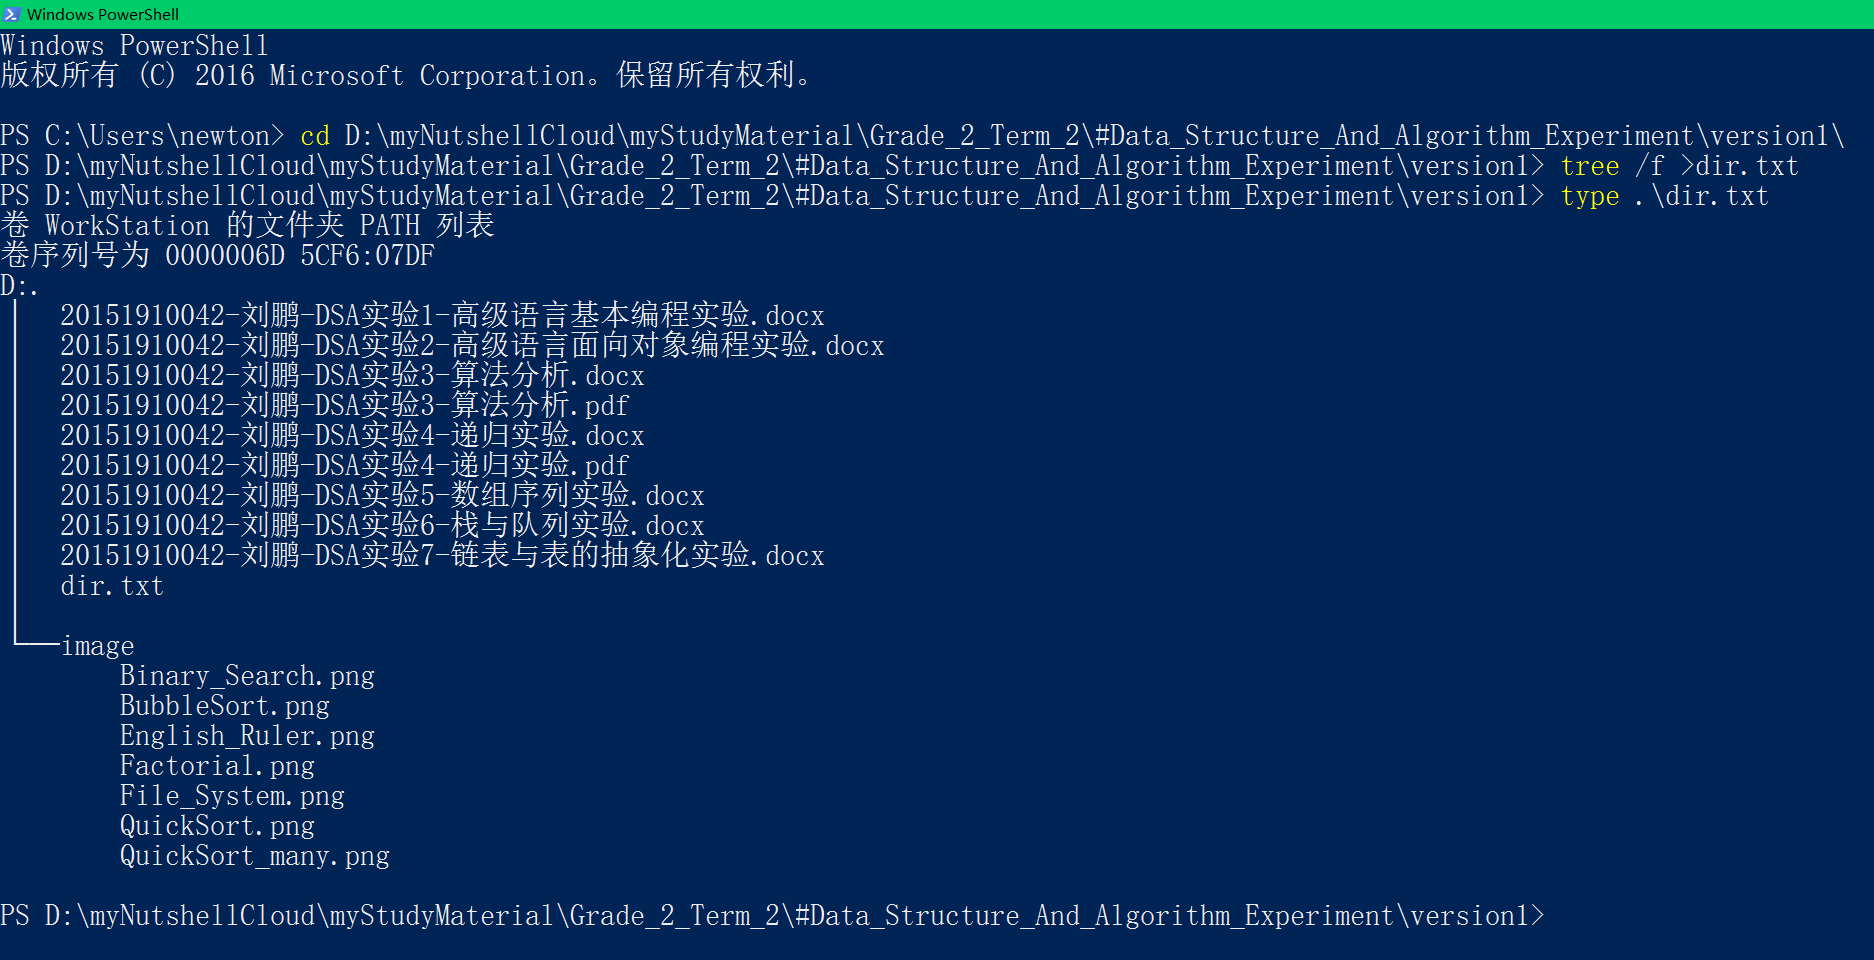 Windows PowerShell
Windows PowerShell
版权所有 (C) 2016 Microsoft Corporation。保留所有权利。
PS C:\Users\newton> cd D:\myNutshellCloud\myStudyMaterial\Grade_2_Term_2\#Data_Structure_And_Algorithm_Experiment\version1\
PS D:\myNutshellCloud\myStudyMaterial\Grade_2_Term_2\#Data_Structure_And_Algorithm_Experiment\version1> tree /f >dir.txt
PS D:\myNutshellCloud\myStudyMaterial\Grade_2_Term_2\#Data_Structure_And_Algorithm_Experiment\version1> type .\dir.txt
卷 WorkStation 的文件夹 PATH 列表
卷序列号为 0000006D 5CF6:07DF
D:.
│   20151910042-刘鹏-DSA实验1-高级语言基本编程实验.docx
│   20151910042-刘鹏-DSA实验2-高级语言面向对象编程实验.docx
│   20151910042-刘鹏-DSA实验3-算法分析.docx
│   20151910042-刘鹏-DSA实验3-算法分析.pdf
│   20151910042-刘鹏-DSA实验4-递归实验.docx
│   20151910042-刘鹏-DSA实验4-递归实验.pdf
│   20151910042-刘鹏-DSA实验5-数组序列实验.docx
│   20151910042-刘鹏-DSA实验6-栈与队列实验.docx
│   20151910042-刘鹏-DSA实验7-链表与表的抽象化实验.docx
│   dir.txt
│
└──image
        Binary_Search.png
        BubbleSort.png
        English_Ruler.png
        Factorial.png
        File_System.png
        QuickSort.png
        QuickSort_many.png
PS D:\myNutshellCloud\myStudyMaterial\Grade_2_Term_2\#Data_Structure_And_Algorithm_Experiment\version1>